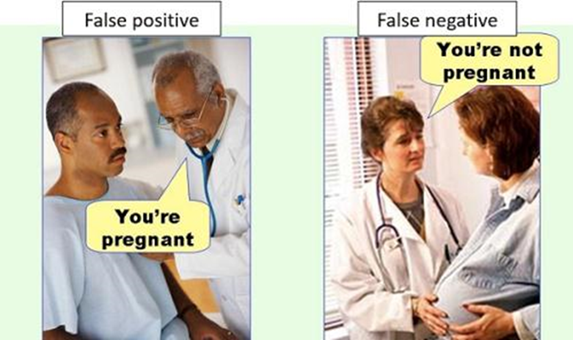 False positive
False negative
You're not
pregnant
You're
pregnant